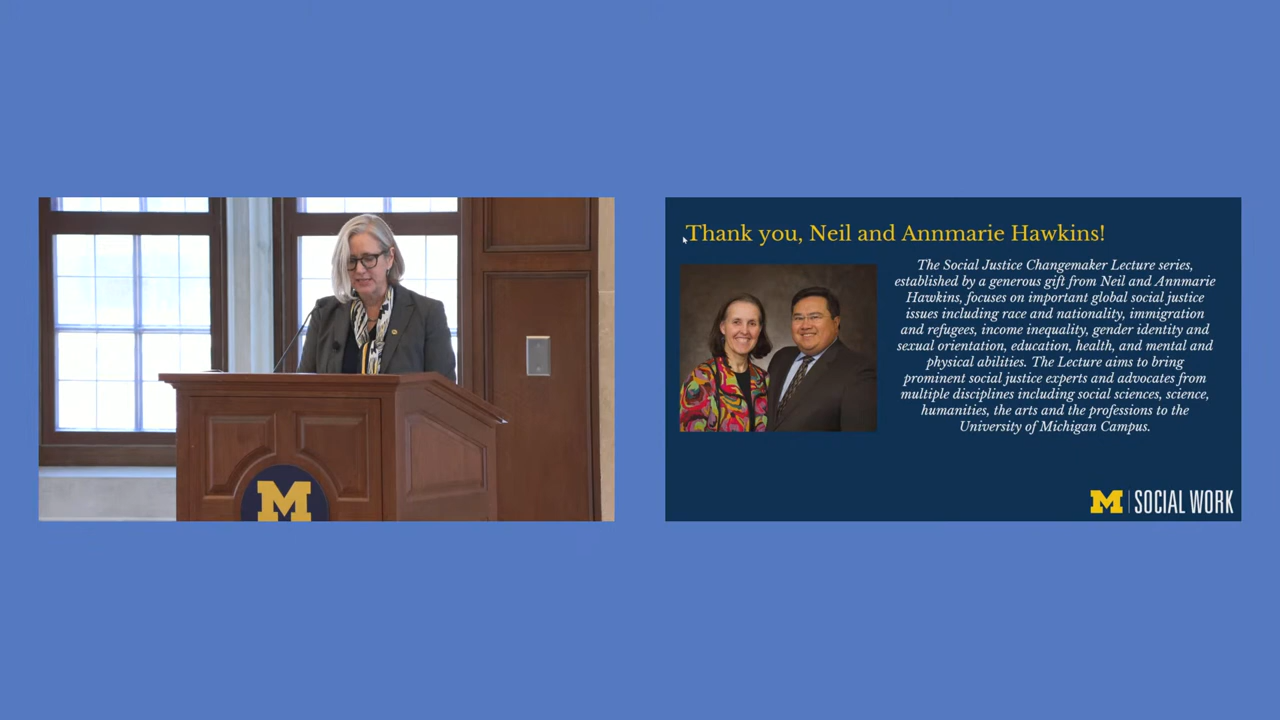 M
Thank you, Neil and Annmarie Hawkins!
The Social Justice Changemaker Lecture series,
established by a generous gift from Neil and Annmarie
Hawkins, focuses on important global social justice
issues including race and nationality, immigration
and refugees, income inequality, gender identity and
sexual orientation, education, health, and mental and
physical abilities. The Lecture aims to bring
prominent social justice experts and advocates from
multiple disciplines including social sciences, science,
humanities, the arts and the professions to the
University of Michigan Campus.
M | SOCIAL WORK